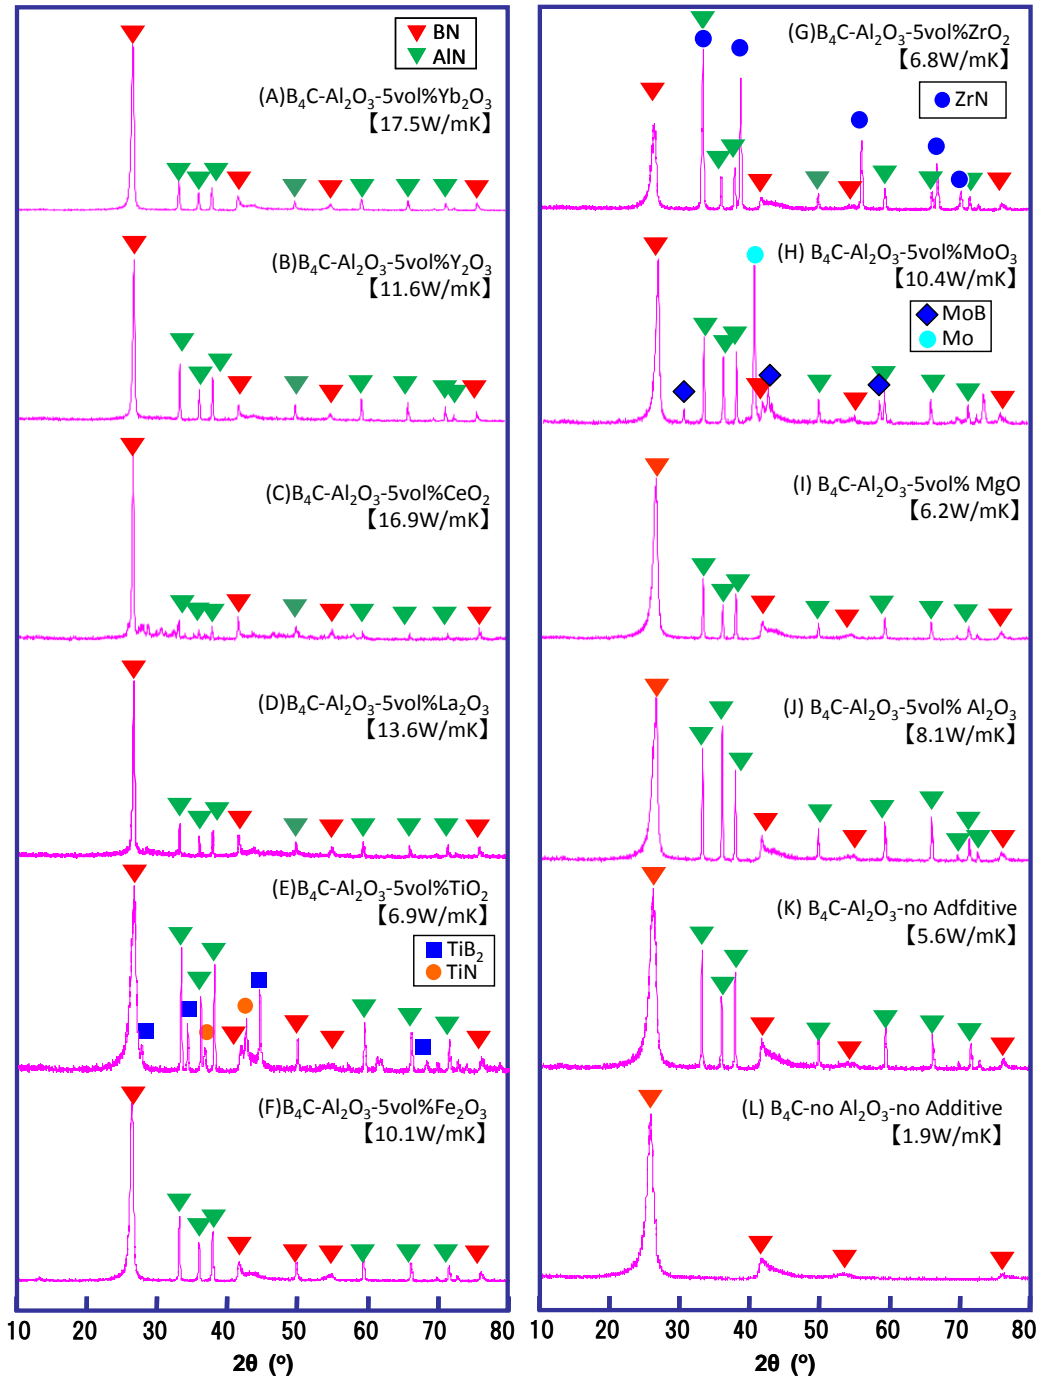 BN
AlN
(A)B₄C-Al₂O₃-5vol%Yb₂O₃
【17.5W/mK】
(B)B₄C-Al₂O₃-5vol%Y₂O₃
【11.6W/mK】
(C)B₄C-Al₂O₃-5vol%CeO₂
【16.9W/mK】
(D)B₄C-Al₂O₃-5vol%La₂O₃
【13.6W/mK】
(E)B₄C-Al₂O₃-5vol%TiO₂
【6.9W/mK】
TiB₂
TiN
(F)B₄C-Al₂O₃-5vol%Fe₂O₃
【10.1W/mK】
10 20 30 40 50 60 70 80
2θ (º)
(G)B₄C-Al₂O₃-5vol%ZrO₂
【6.8W/mK】
ZrN
(H) B₄C-Al₂O₃-5vol%MoO₃
【10.4W/mK】
MoB
Mo
(I) B₄C-Al₂O₃-5vol% MgO
【6.2W/mK】
(J) B₄C-Al₂O₃-5vol% Al₂O₃
【8.1W/mK】
(K) B₄C-Al₂O₃-no Adfditive
【5.6W/mK】
(L) B₄C-no Al₂O₃-no Additive
【1.9W/mK】
10 20 30 40 50 60 70 80
2θ (º)